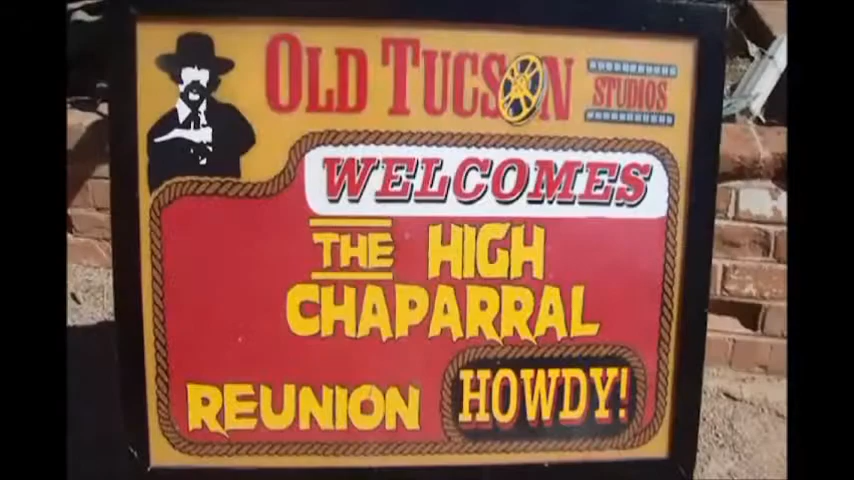 OLD TUCSON
STUDIOS
WELCOMES
THE HIGH
CHAPARRAL
REUNION
HOWDY!